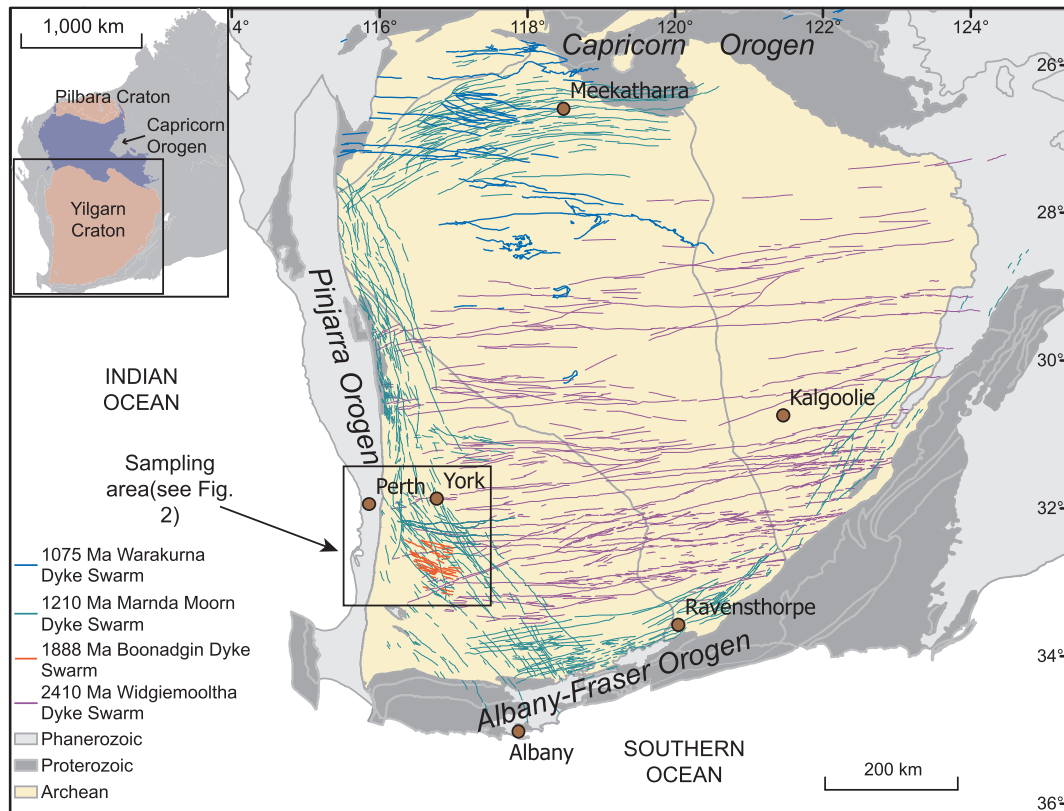 1,000 km
Pilbara Craton
Capricorn
Orogen
Yilgarn
Craton
4°
116°
118°
120°
122°
124°
Capricorn Orogen
26°
Meekatharra
28°
Pinjarra Orogen
30°
INDIAN
OCEAN
Kalgoolie
Sampling
area(see Fig.
2)
Perth
York
32°
1075 Ma Warakurna
Dyke Swarm
1210 Ma Marnda Moorn
Dyke Swarm
1888 Ma Boonadgin Dyke
Swarm
2410 Ma Widgiemooltha
Dyke Swarm
Phanerozoic
Proterozoic
Archean
Ravensthorpe
34°
Albany-Fraser Orogen
Albany
SOUTHERN
OCEAN
200 km
36°